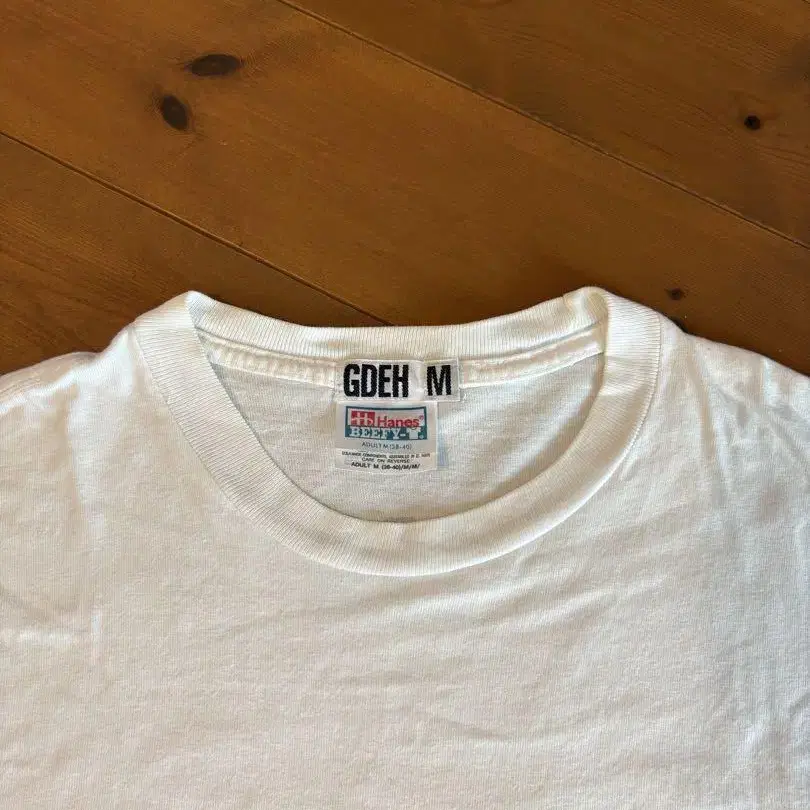 GDEH M
Hanes®
BEEFY-T.
ADULT M (38-40)
CARE ON REVERSE
ADULT M (38-40)/M/M/